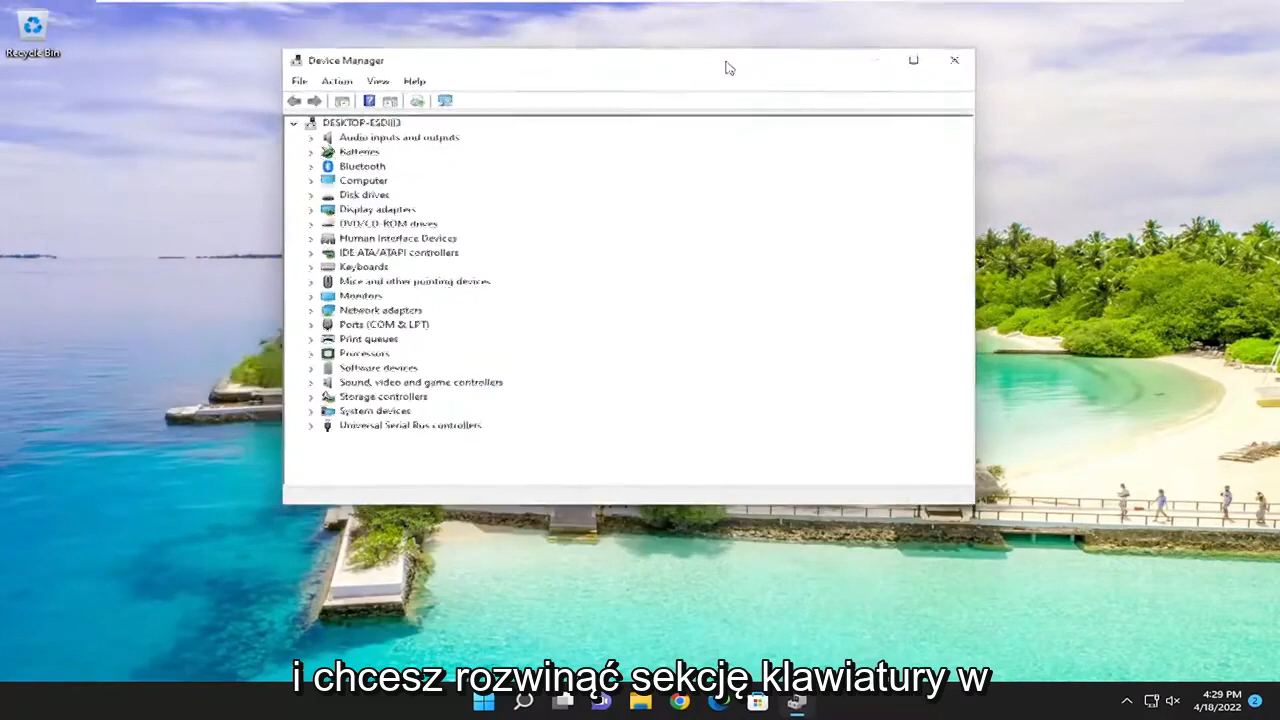 Recycle Bin
Device Manager
File Action View Help
Audio inputs and outputs
Batteries
Bluetooth
Computer
Disk drives
Display adapters
DVD/CD-ROM drives
Human Interface Devices
IDE ATA/ATAPI controllers
Keyboards
Mice and other pointing devices
Monitors
Network adapters
Ports (COM & LPT)
Print queues
Processors
Software devices
Sound, video and game controllers
Storage controllers
System devices
Universal Serial Bus controllers
i chcesz rozwinąć sekcję klawiatury w
4:29 PM
4/18/2022
2